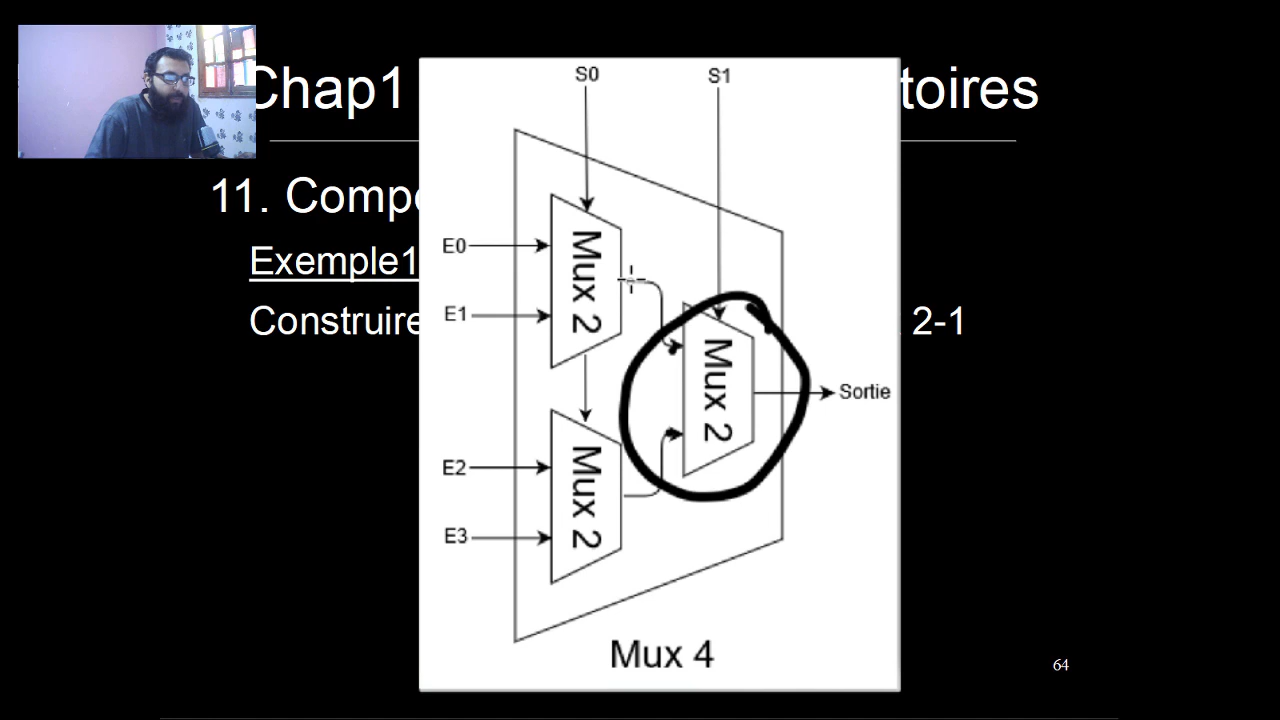 Chap1 toires
11. Comp
Exemple1
Construire 2-1
S0 S1
E0
E1
E2
E3
Mux 2
Mux 2
Mux 2
Sortie
Mux 4
64